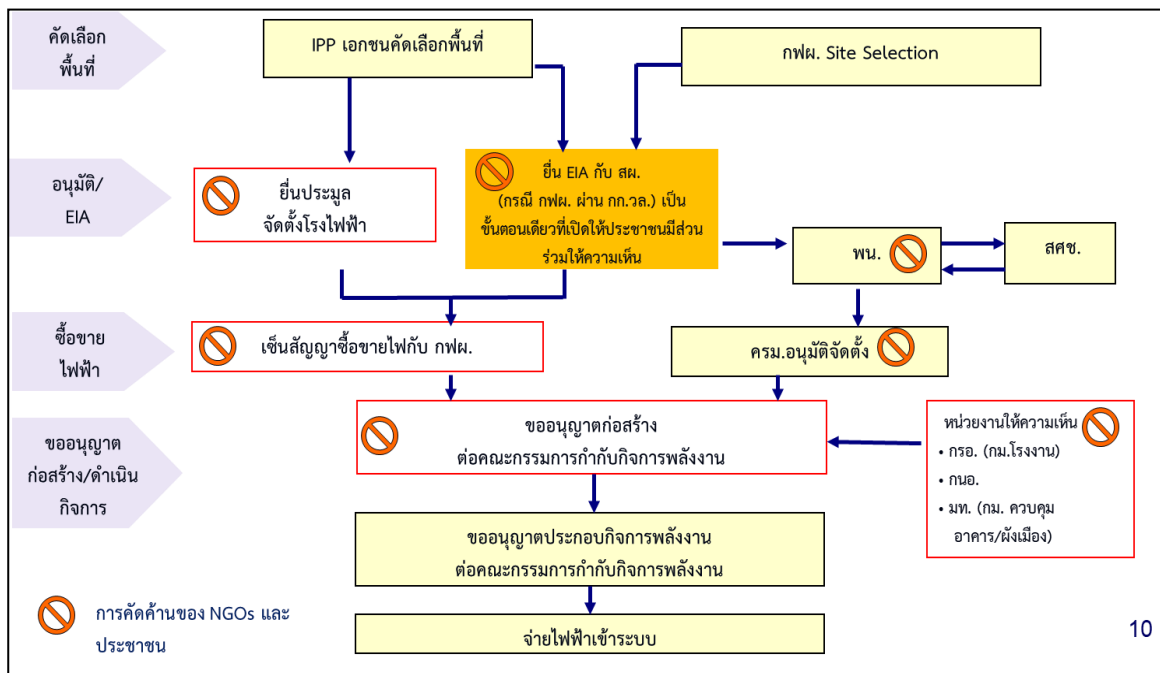 คัดเลือก
พื้นที่
IPP เอกชนคัดเลือกพื้นที่
กฟผ. Site Selection
อนุมัติ/
EIA
ยื่นประมูล
จัดตั้งโรงไฟฟ้า
ยื่น EIA กับ สผ.
(กรณี กฟผ. ผ่าน กก.วล.) เป็น
ขั้นตอนเดียวที่เปิดให้ประชาชนมีส่วน
ร่วมให้ความเห็น
พน.
สศช.
ซื้อขาย
ไฟฟ้า
เซ็นสัญญาซื้อขายไฟกับ กฟผ.
ครม.อนุมัติจัดตั้ง
ขออนุญาต
ก่อสร้าง/ดำเนิน
กิจการ
ขออนุญาตก่อสร้าง
ต่อคณะกรรมการกำกับกิจการพลังงาน
หน่วยงานให้ความเห็น
• กรอ. (กม.โรงงาน)
• กนอ.
• มท. (กม. ควบคุม
อาคาร/ผังเมือง)
ขออนุญาตประกอบกิจการพลังงาน
ต่อคณะกรรมการกำกับกิจการพลังงาน
จ่ายไฟฟ้าเข้าระบบ
การคัดค้านของ NGOs และ
ประชาชน
10